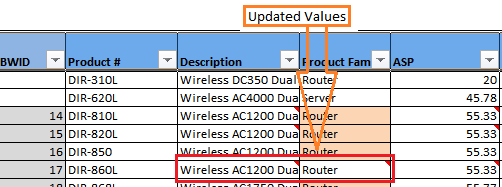 Updated Values
BWID Product # Description Product Fam ASP
DIR-310L Wireless DC350 Dual Router 20
DIR-620L Wireless AC4000 Dua Server 45.78
14 DIR-810L Wireless AC1200 Dua Router 55.33
15 DIR-820L Wireless AC1200 Dua Router 55.33
16 DIR-850 Wireless AC1200 Dua Router 55.33
17 DIR-860L Wireless AC1200 Dua Router 55.33